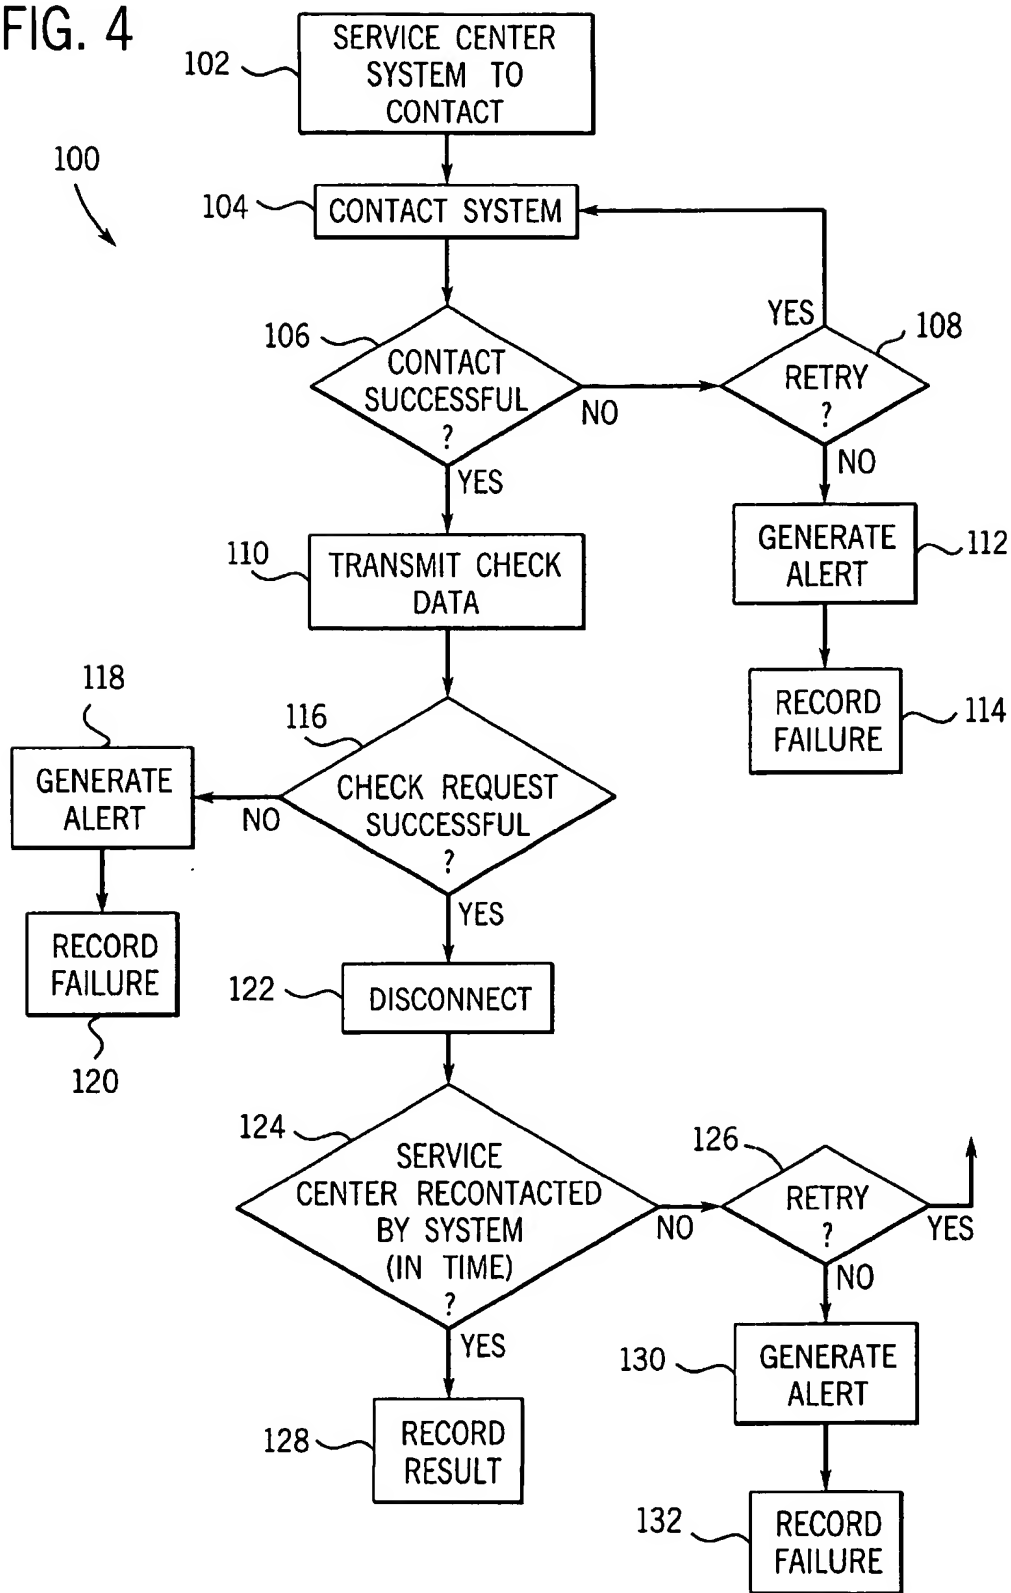 FIG. 4
102
SERVICE CENTER
SYSTEM TO
CONTACT
100
104
CONTACT SYSTEM
106
CONTACT
SUCCESSFUL
?
NO
YES
YES
108
RETRY
?
NO
110
TRANSMIT CHECK
DATA
GENERATE
ALERT
112
RECORD
FAILURE
114
116
CHECK REQUEST
SUCCESSFUL
?
NO
YES
118
GENERATE
ALERT
RECORD
FAILURE
120
122
DISCONNECT
124
SERVICE
CENTER RECONTACTED
BY SYSTEM
(IN TIME)
?
NO
YES
126
RETRY
?
YES
NO
128
RECORD
RESULT
130
GENERATE
ALERT
132
RECORD
FAILURE